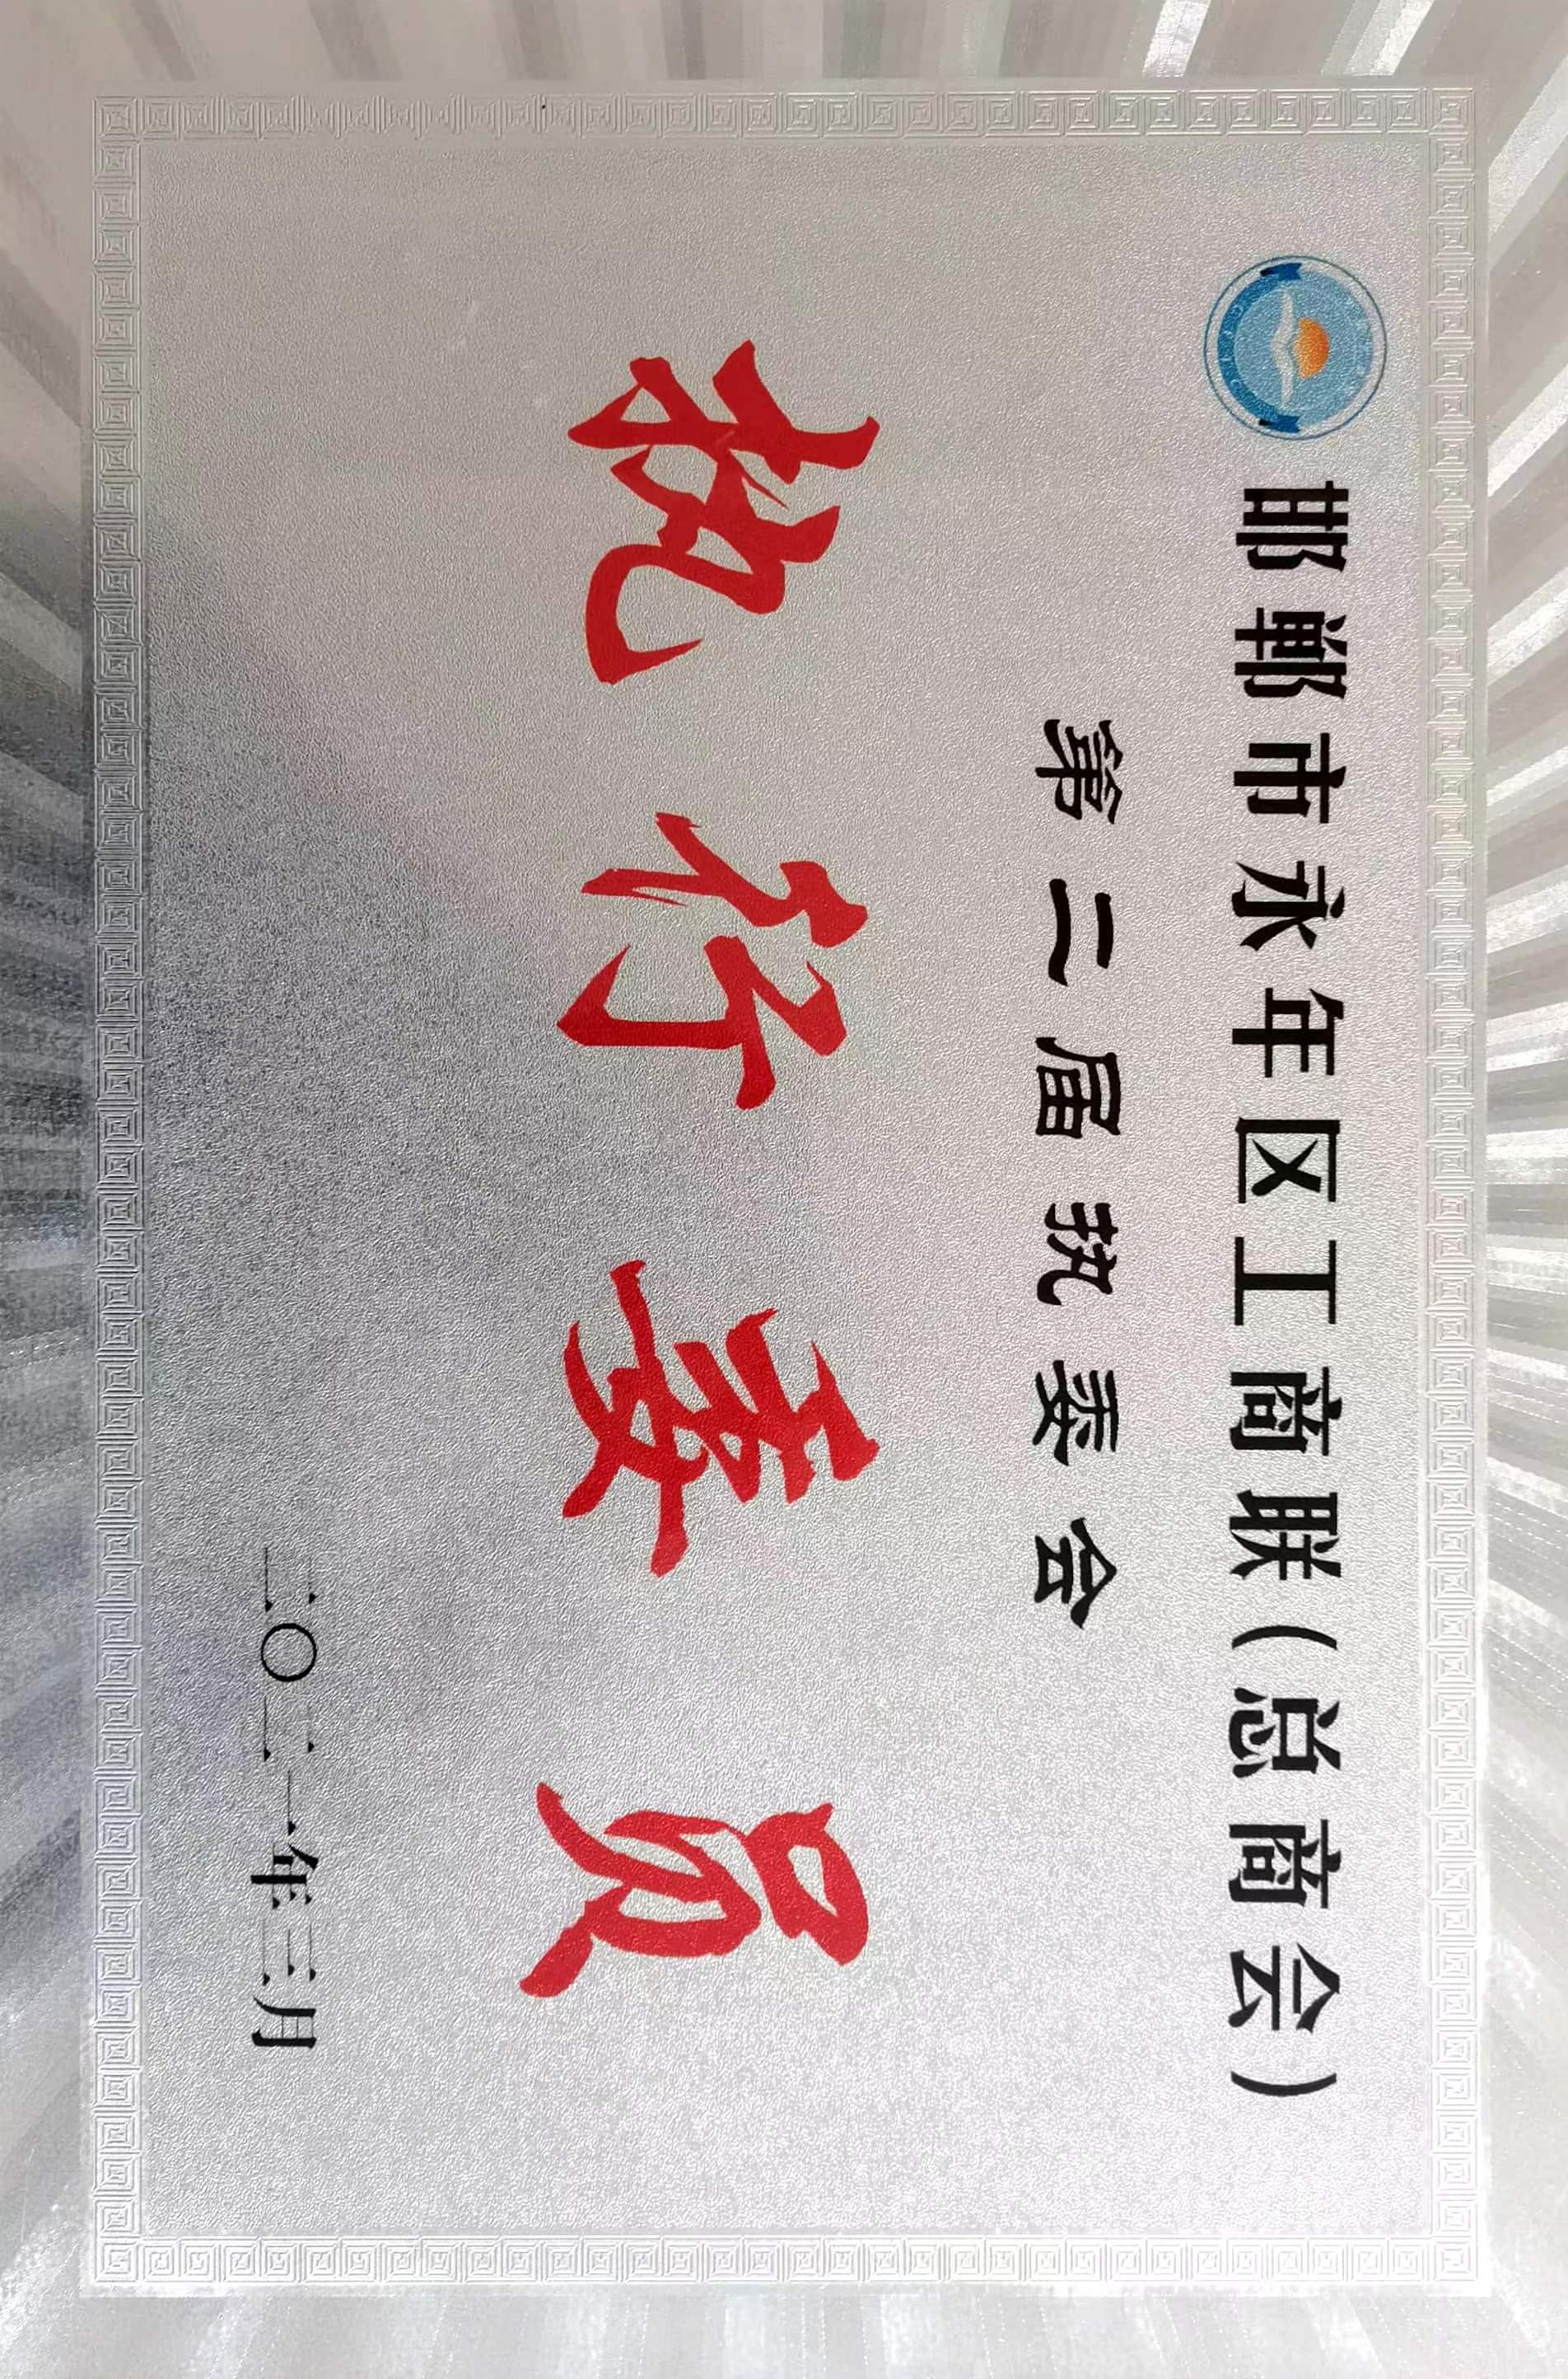 邯郸市永年区工商联(总商会)
第二届执委会
执行委员
二〇二一年三月